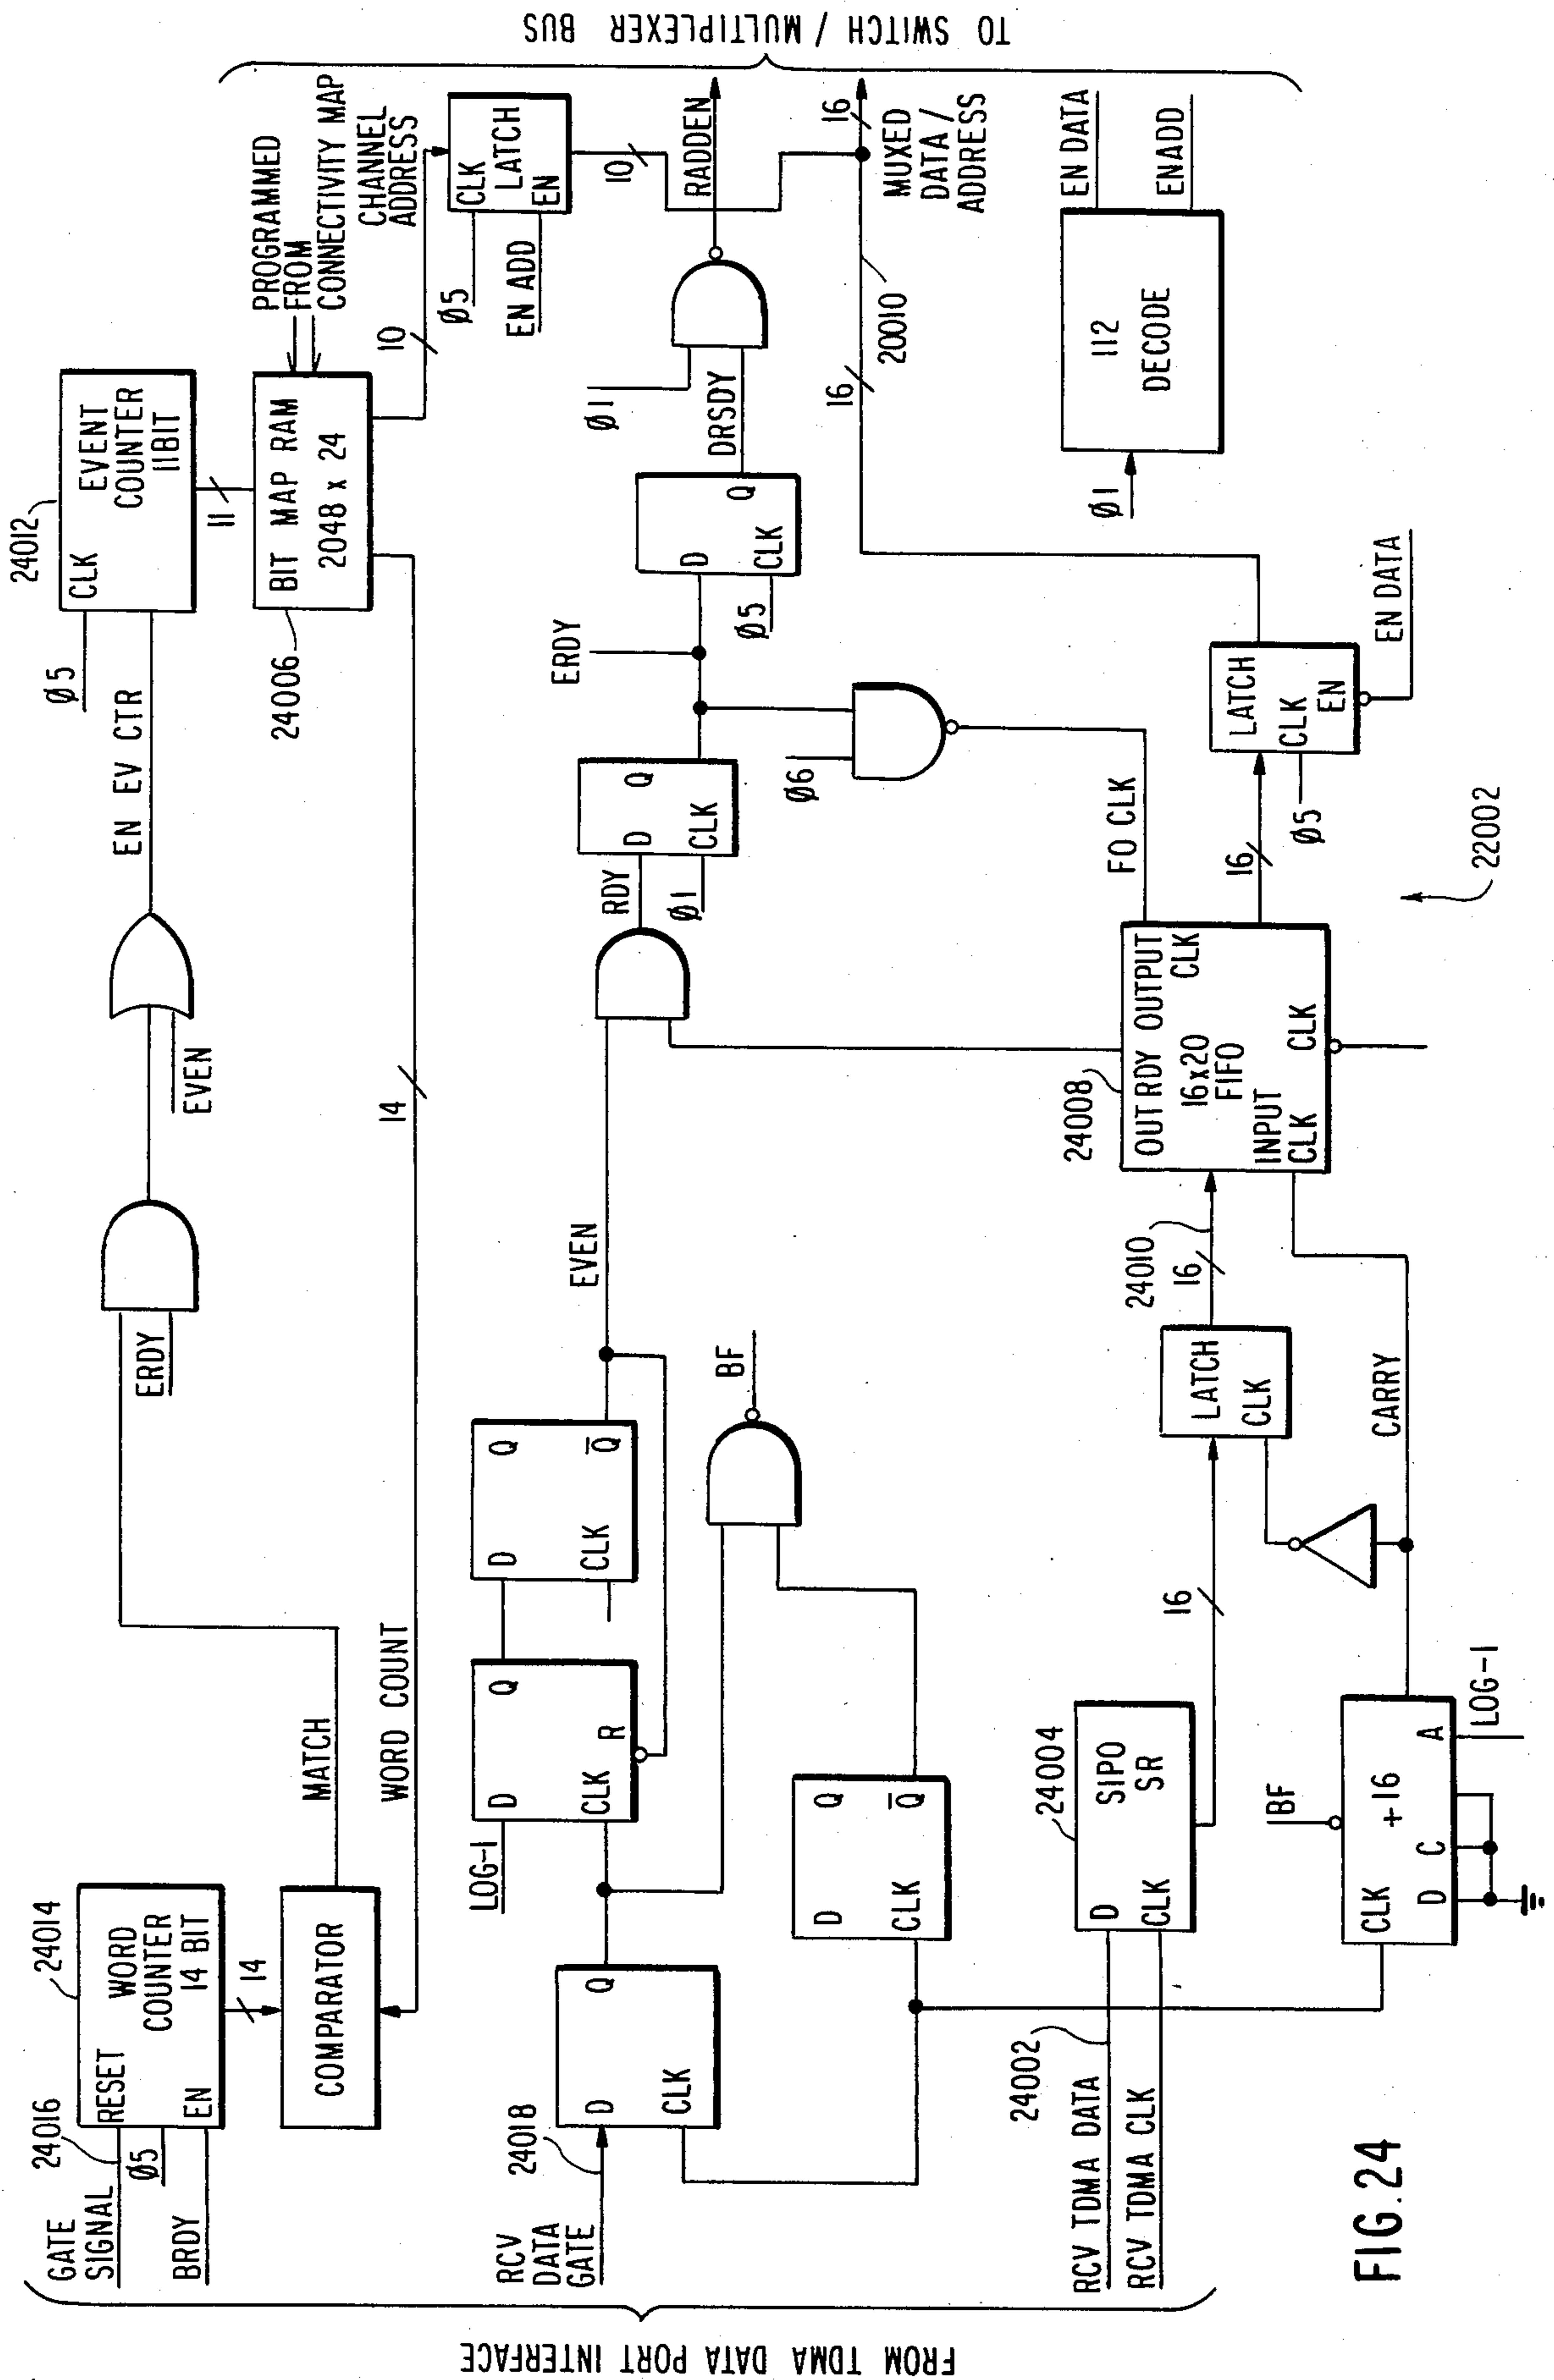 FROM TDMA DATA PORT INTERFACE
TO SWITCH / MULTIPLEXER BUS
GATE
SIGNAL
24016
Ø5
BRDY
RESET
EN
WORD
COUNTER
14 BIT
24014
14
COMPARATOR
MATCH
WORD COUNT
14
ERDY
EVEN
EN EV CTR
Ø5
24012
CLK
EVENT
COUNTER
11BIT
11
BIT MAP RAM
2048 x 24
24006
PROGRAMMED
FROM
CONNECTIVITY MAP
10
CHANNEL
ADDRESS
Ø5
EN ADD
CLK
LATCH
EN
10
RCV
DATA
GATE
24018
D
Q
CLK
LOG-1
D
Q
CLK
R
D
Q
CLK
Q
EVEN
BF
D
Q
CLK
Q
RDY
Ø1
D
Q
CLK
ERDY
Ø6
FO CLK
D
Q
CLK
Ø5
DRSDY
Ø1
RADDEN
16
MUXED
DATA /
ADDRESS
16
20010
Ø1
112
DECODE
EN DATA
ENADD
RCV TDMA DATA
RCV TDMA CLK
24002
D
CLK
SIPO
SR
24004
16
LATCH
CLK
24010
16
24008
OUT RDY OUTPUT
CLK
16x20
FIFO
INPUT
CLK
CLK
16
LATCH
CLK
EN
Ø5
EN DATA
BF
CLK
+16
D
C
A
LOG-1
CARRY
22002
FIG.24